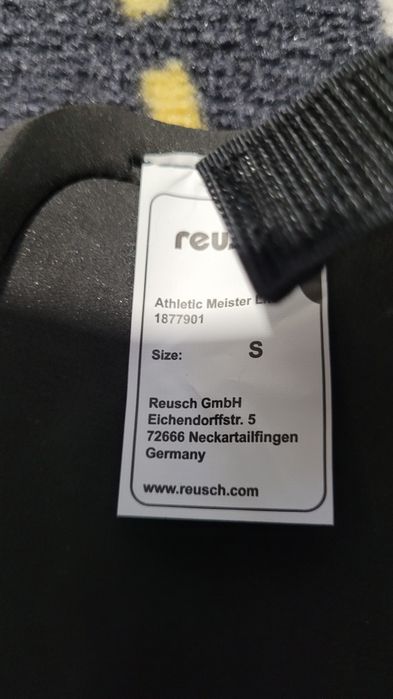 Athletic Meister
1877901
Size: S
Reusch GmbH
Eichendorffstr. 5
72666 Neckartailfingen
Germany
www.reusch.com